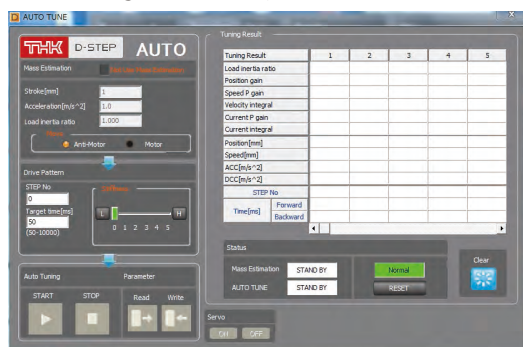 AUTO TUNE
THK D-STEP AUTO
Mass Estimation
Stroke[mm] 1
Acceleration[m/s^2] 1.0
Load inertia ratio 1.000
Anti-Motor Motor
Drive Pattern
STEP No
0
Target time[ms]
50
(50-10000)
Stiffness
L H
0 1 2 3 4 5
Auto Tuning Parameter
START STOP Read Write
Tuning Result
Tuning Result 1 2 3 4 5
Load inertia ratio
Position gain
Speed P gain
Velocity integral
Current P gain
Current integral
Position[mm]
Speed[mm]
ACC[m/s^2]
DCC[m/s^2]
STEP No
Time[ms] Forward
Backward
Status
Mass Estimation STAND BY Normal
AUTO TUNE STAND BY RESET
Clear
Servo
ON OFF